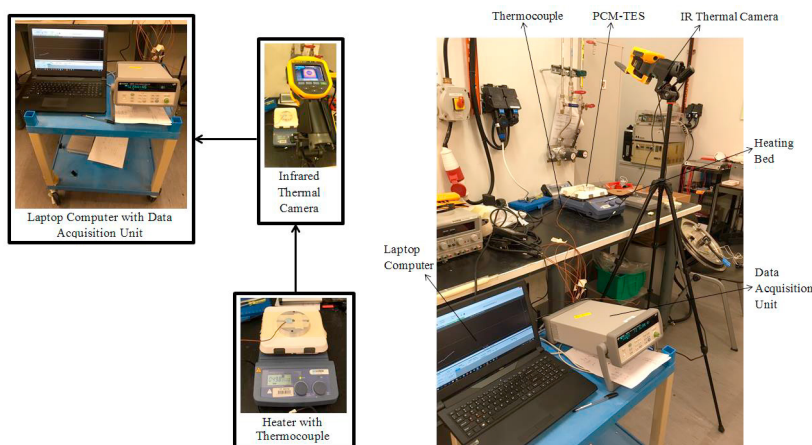 Laptop Computer with Data
Acquisition Unit
Infrared
Thermal
Camera
Heater with
Thermocouple
Thermocouple
PCM-TES
IR Thermal Camera
Heating
Bed
Laptop
Computer
Data
Acquisition
Unit